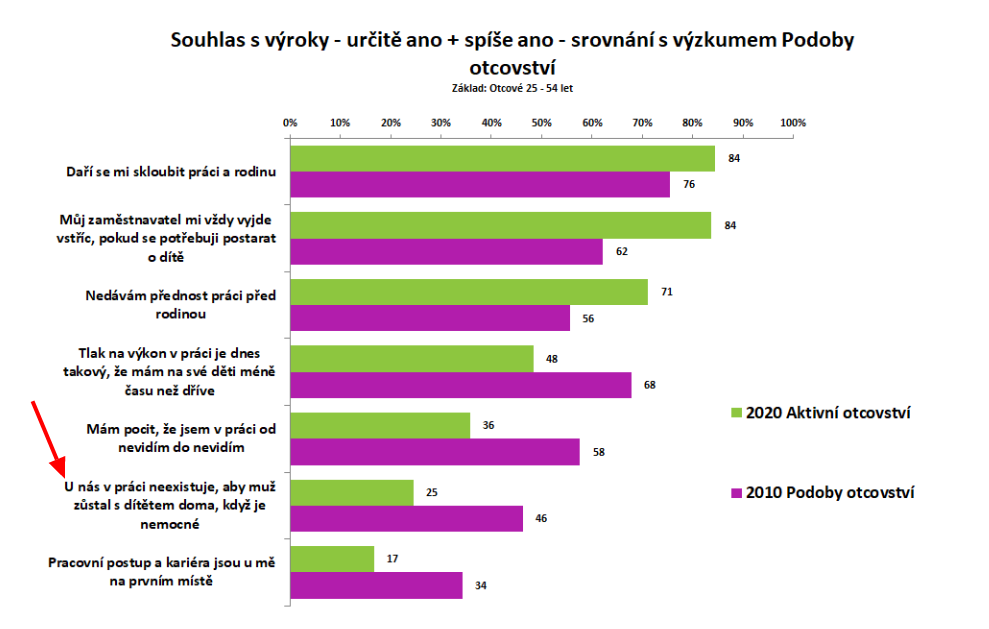 Souhlas s výroky - určitě ano + spíše ano - srovnání s výzkumem Podoby
otcovství
Základ: Otcové 25 - 54 let
0% 10% 20% 30% 40% 50% 60% 70% 80% 90% 100%
Daří se mi skloubit práci a rodinu
84
76
Můj zaměstnavatel mi vždy vyjde
vstříc, pokud se potřebuji postarat
o dítě
84
62
Nedávám přednost práci před
rodinou
71
56
Tlak na výkon v práci je dnes
takový, že mám na své děti méně
času než dříve
48
68
Mám pocit, že jsem v práci od
nevidím do nevidím
36
58
U nás v práci neexistuje, aby muž
zůstal s dítětem doma, když je
nemocné
25
46
Pracovní postup a kariéra jsou u mě
na prvním místě
17
34
2020 Aktivní otcovství
2010 Podoby otcovství